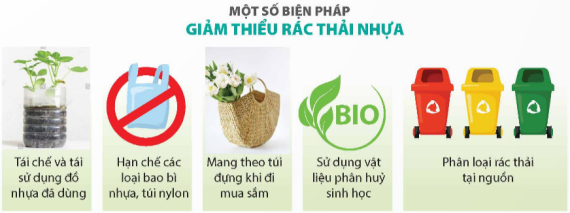 MỘT SỐ BIỆN PHÁP
GIẢM THIỂU RÁC THẢI NHỰA
BIO
Tái chế và tái
sử dụng đồ
nhựa đã dùng
Hạn chế các
loại bao bì
nhựa, túi nylon
Mang theo túi
đựng khi đi
mua sắm
Sử dụng vật
liệu phân huỷ
sinh học
Phân loại rác thải
tại nguồn